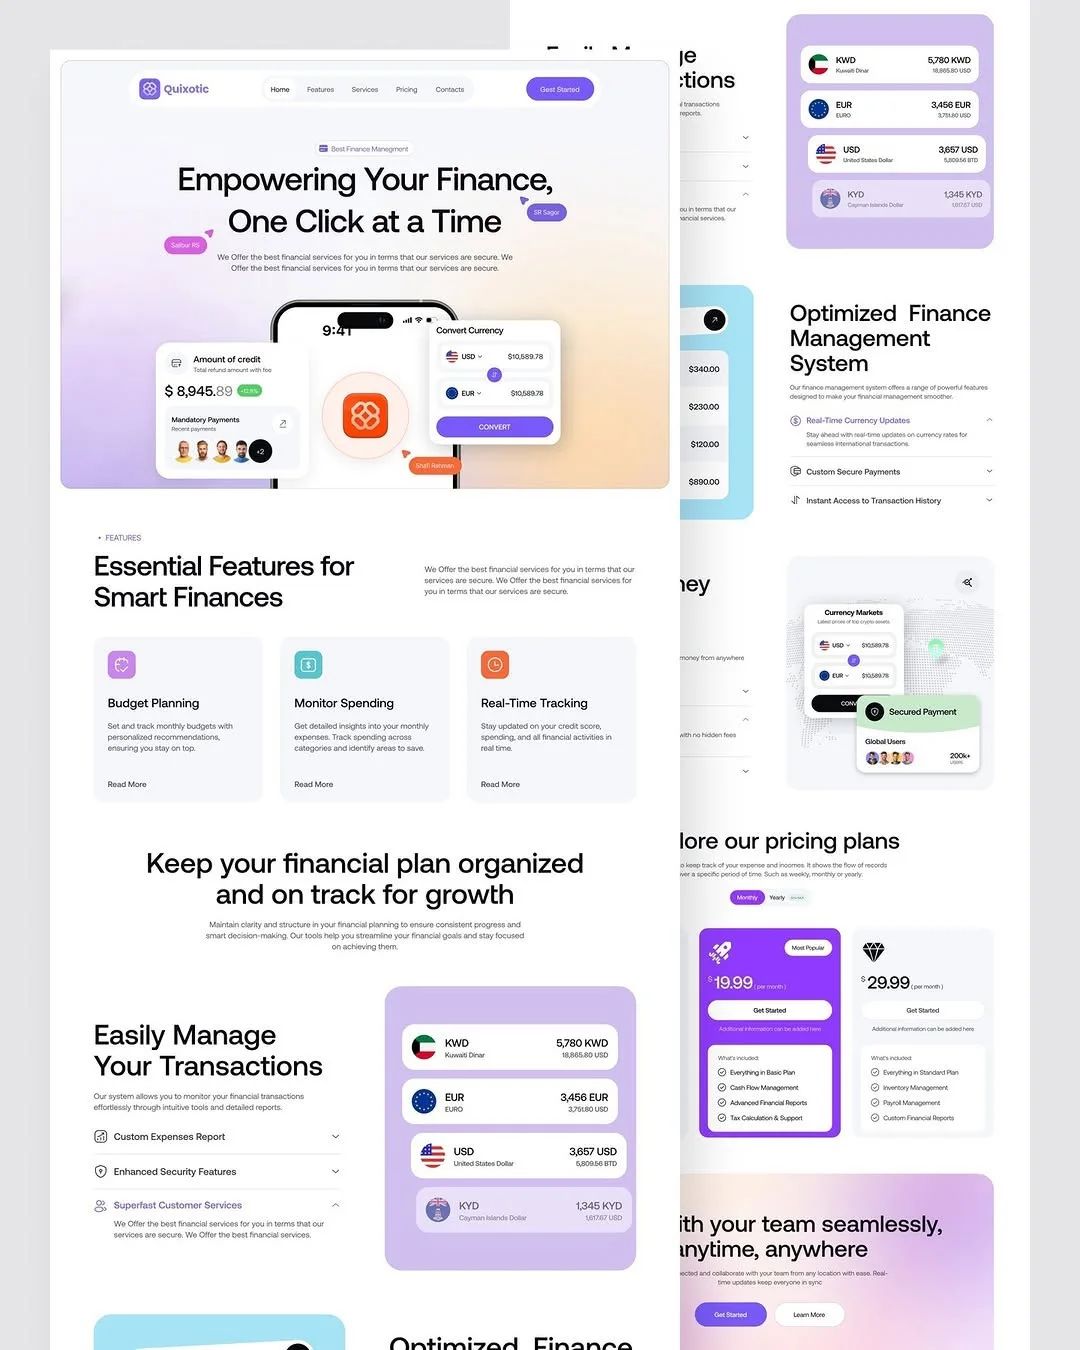 Quixotic
Home
Features
Services
Pricing
Contacts
Gest Started
Best Finance Manegment
Empowering Your Finance,
One Click at a Time
SR Sagor
Saibur RS
We Offer the best financial services for you in terms that our services are secure. We
Offer the best financial services for you in terms that our services are secure.
9:41
Amount of credit
Total refund amount with fee
$ 8,945.89
+12.8%
Mandatory Payments
Recent payments
+2
Convert Currency
USD
$10,589.78
EUR
$10,589.78
CONVERT
Shafi Rahman
• FEATURES
Essential Features for
Smart Finances
We Offer the best financial services for you in terms that our
services are secure. We Offer the best financial services for
you in terms that our services are secure.
Budget Planning
Set and track monthly budgets with
personalized recommendations,
ensuring you stay on top.
Read More
Monitor Spending
Get detailed insights into your monthly
expenses. Track spending across
categories and identify areas to save.
Read More
Real-Time Tracking
Stay updated on your credit score,
spending, and all financial activities in
real time.
Read More
Keep your financial plan organized
and on track for growth
Maintain clarity and structure in your financial planning to ensure consistent progress and
smart decision-making. Our tools help you streamline your financial goals and stay focused
on achieving them.
Easily Manage
Your Transactions
Our system allows you to monitor your financial transactions
effortlessly through intuitive tools and detailed reports.
Custom Expenses Report
Enhanced Security Features
Superfast Customer Services
We Offer the best financial services for you in terms that our
services are secure. We Offer the best financial services.
KWD
Kuwaiti Dinar
5,780 KWD
18,865.80 USD
EUR
EURO
3,456 EUR
3,751.80 USD
USD
United States Dollar
3,657 USD
5,809.56 BTD
KYD
Cayman Islands Dollar
1,345 KYD
1,617.67 USD
Optimized Finance
ge
ctions
l transactions
reports.
ou in terms that our
nancial services.
KWD
Kuwaiti Dinar
5,780 KWD
18,865.80 USD
EUR
EURO
3,456 EUR
3,751.80 USD
USD
United States Dollar
3,657 USD
5,809.56 BTD
KYD
Cayman Islands Dollar
1,345 KYD
1,617.67 USD
$340.00
$230.00
$120.00
$890.00
Optimized Finance
Management
System
Our finance management system offers a range of powerful features
designed to make your financial management smoother.
Real-Time Currency Updates
Stay ahead with real-time updates on currency rates for
seamless international transactions.
Custom Secure Payments
Instant Access to Transaction History
ney
money from anywhere
with no hidden fees
Currency Markets
Latest prices of top crypto assets.
USD
$10,589.78
EUR
$10,589.78
CONV
Secured Payment
Global Users
200k+
USERS
lore our pricing plans
o keep track of your expense and incomes. It shows the flow of records
ver a specific period of time. Such as weekly, monthly or yearly.
Monthly
Yearly
Most Popular
$ 19.99 ( per month )
Get Started
Additional information can be added here
What's included:
Everything in Basic Plan
Cash Flow Management
Advanced Financial Reports
Tax Calculation & Support
$ 29.99 ( per month )
Get Started
Additional information can be added here
What's included:
Everything in Standard Plan
Inventory Management
Payroll Management
Custom Financial Reports
ith your team seamlessly,
anytime, anywhere
ected and collaborate with your team from any location with ease. Real-
time updates keep everyone in sync
Get Started
Learn More